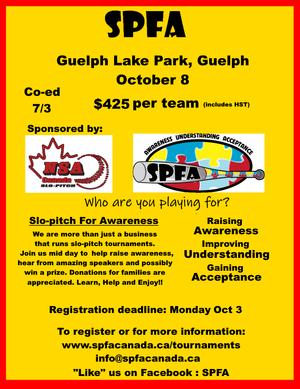 SPFA
Guelph Lake Park, Guelph
October 8
Co-ed
7/3
$425 per team (includes HST)
Sponsored by:
NSA
Canada
SLO-PITCH
AWARENESS UNDERSTANDING ACCEPTANCE
SPFA
Who are you playing for?
Slo-pitch For Awareness
We are more than just a business
that runs slo-pitch tournaments.
Join us mid day to help raise awareness,
hear from amazing speakers and possibly
win a prize. Donations for families are
appreciated. Learn, Help and Enjoy!!
Raising
Awareness
Improving
Understanding
Gaining
Acceptance
Registration deadline: Monday Oct 3
To register or for more information:
www.spfacanada.ca/tournaments
info@spfacanada.ca
"Like" us on Facebook : SPFA